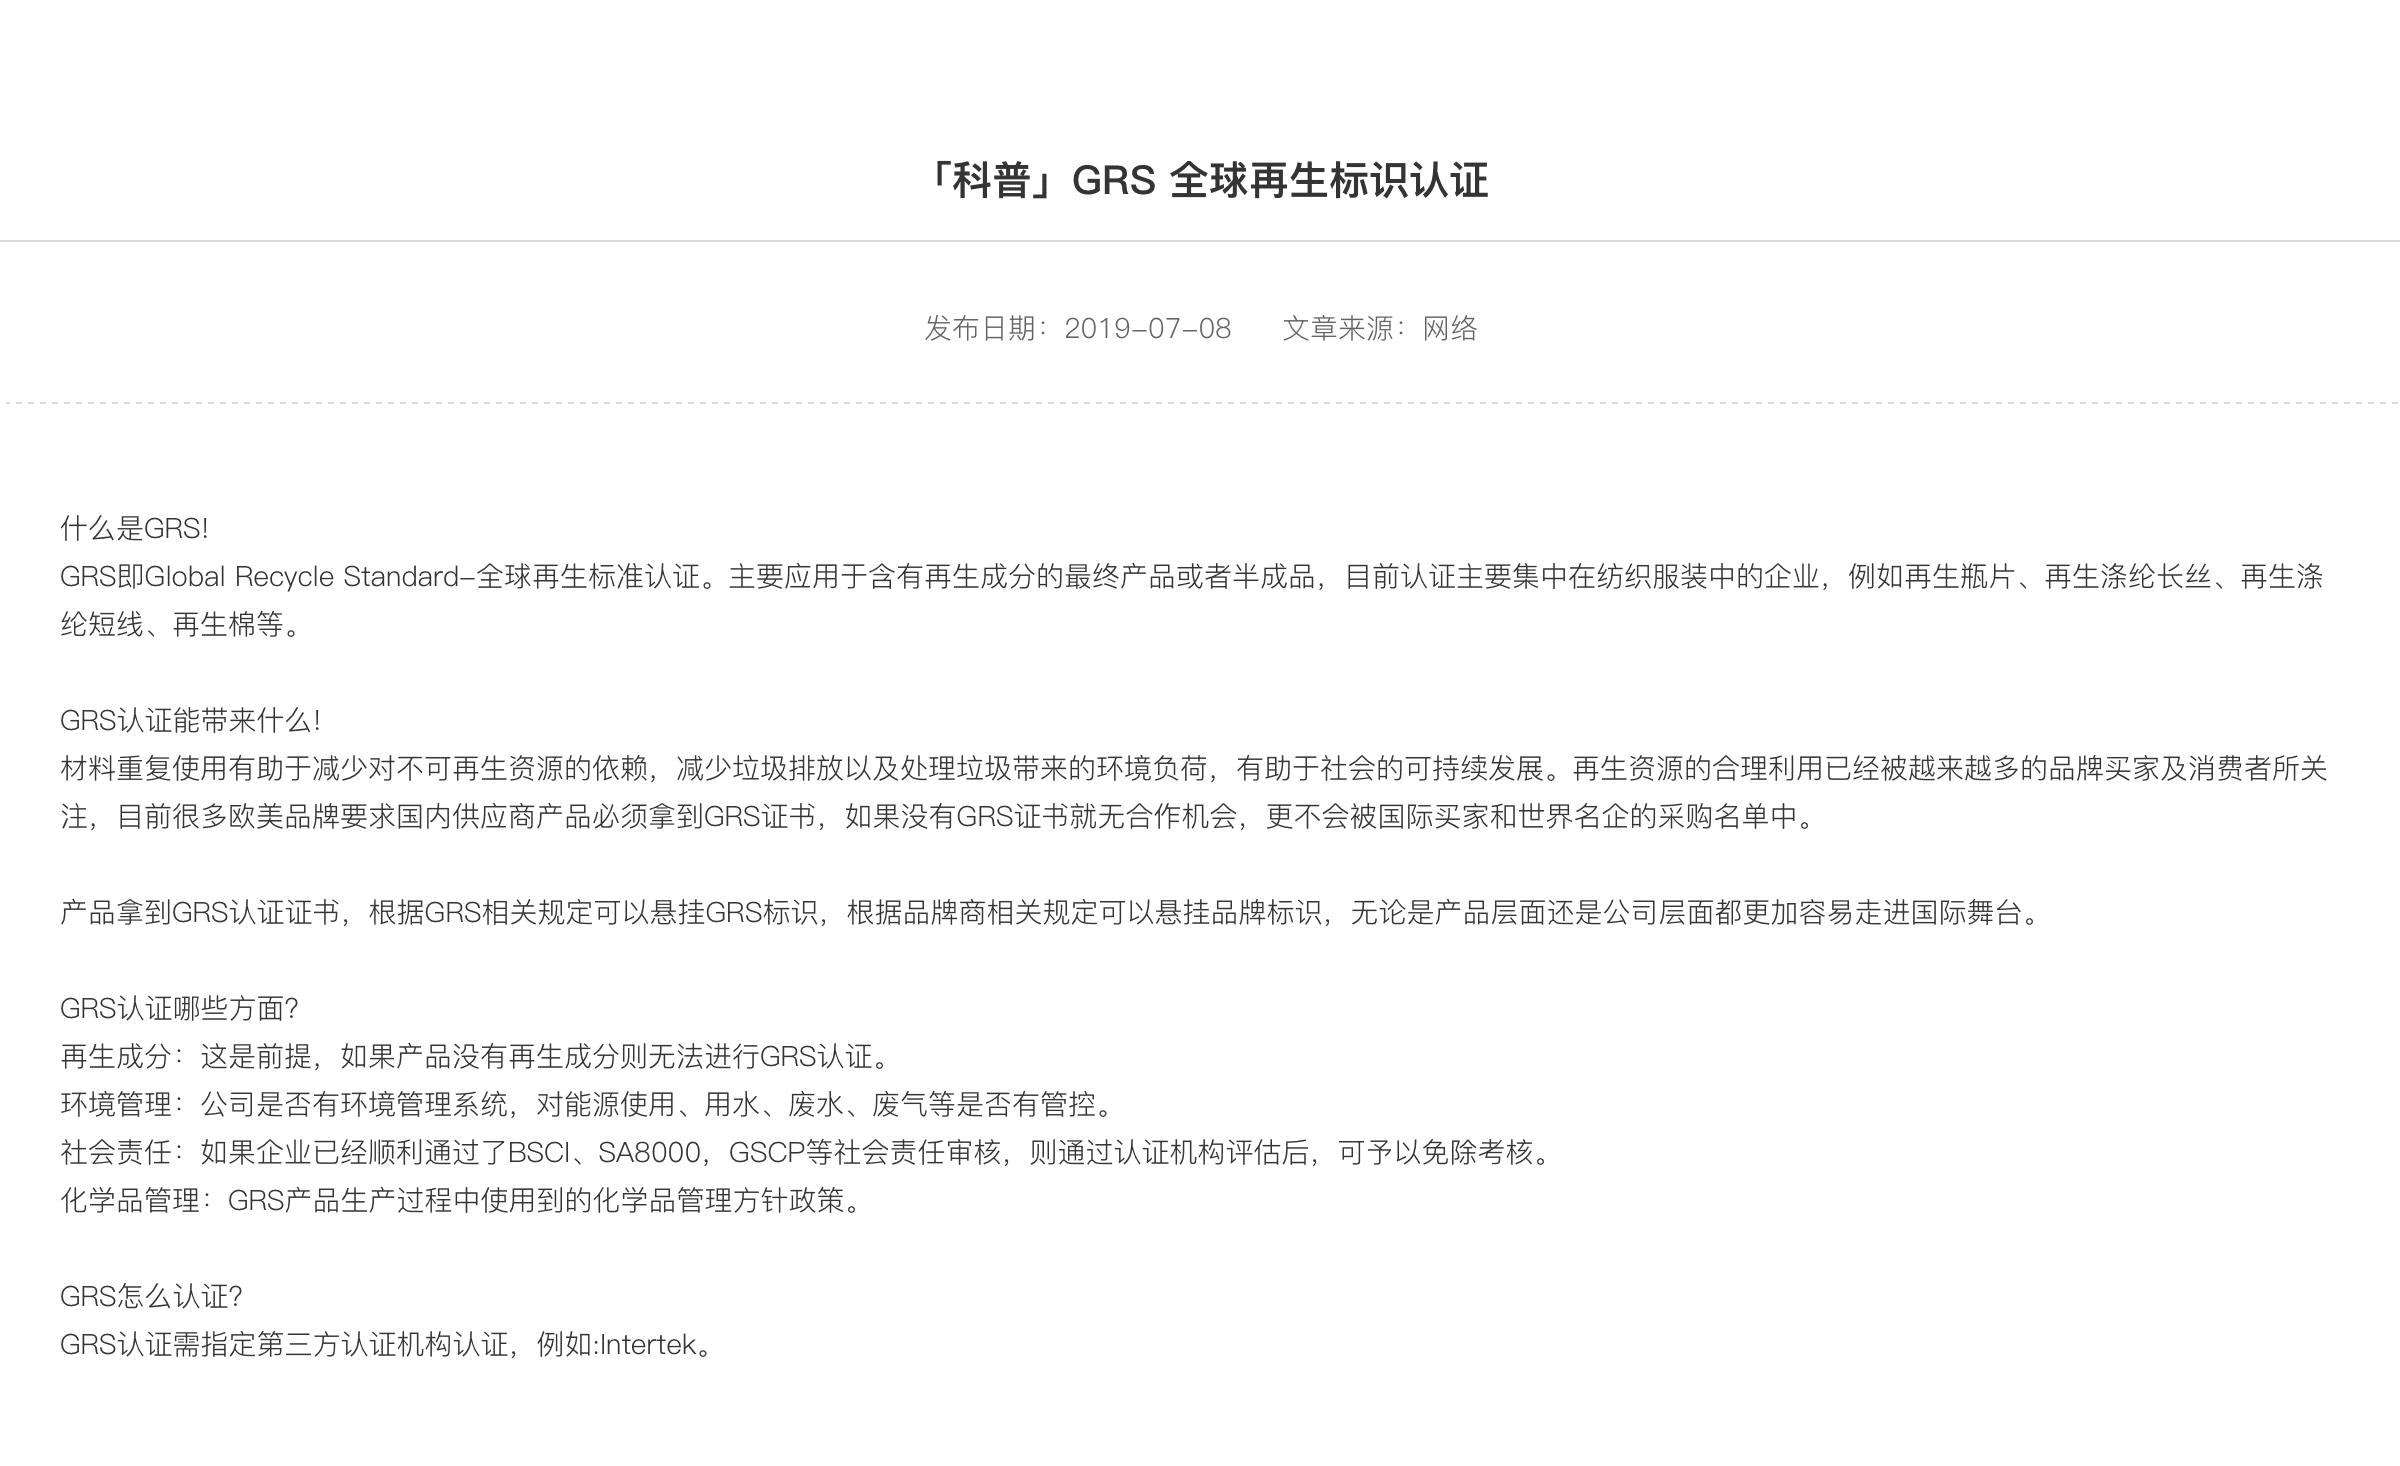 「科普」GRS 全球再生标识认证
发布日期：2019-07-08 文章来源：网络
什么是GRS!
GRS即Global Recycle Standard-全球再生标准认证。主要应用于含有再生成分的最终产品或者半成品，目前认证主要集中在纺织服装中的企业，例如再生瓶片、再生涤纶长丝、再生涤
纶短线、再生棉等。
GRS认证能带来什么!
材料重复使用有助于减少对不可再生资源的依赖，减少垃圾排放以及处理垃圾带来的环境负荷，有助于社会的可持续发展。再生资源的合理利用已经被越来越多的品牌买家及消费者所关
注，目前很多欧美品牌要求国内供应商产品必须拿到GRS证书，如果没有GRS证书就无合作机会，更不会被国际买家和世界名企的采购名单中。
产品拿到GRS认证证书，根据GRS相关规定可以悬挂GRS标识，根据品牌商相关规定可以悬挂品牌标识，无论是产品层面还是公司层面都更加容易走进国际舞台。
GRS认证哪些方面?
再生成分：这是前提，如果产品没有再生成分则无法进行GRS认证。
环境管理：公司是否有环境管理系统，对能源使用、用水、废水、废气等是否有管控。
社会责任：如果企业已经顺利通过了BSCI、SA8000，GSCP等社会责任审核，则通过认证机构评估后，可予以免除考核。
化学品管理：GRS产品生产过程中使用到的化学品管理方针政策。
GRS怎么认证?
GRS认证需指定第三方认证机构认证，例如:Intertek。